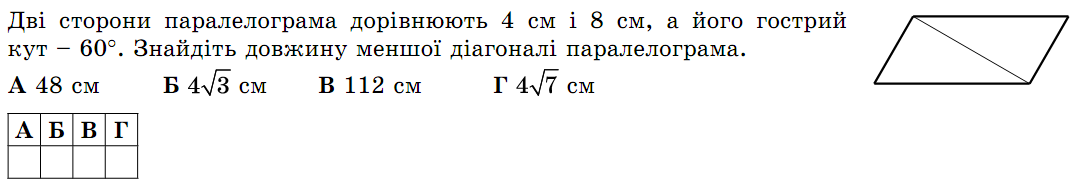 Дві сторони паралелограма дорівнюють 4 см і 8 см, а його гострий
кут – 60°. Знайдіть довжину меншої діагоналі паралелограма.
А 48 см Б 4√3 см В 112 см Г 4√7 см
А Б В Г